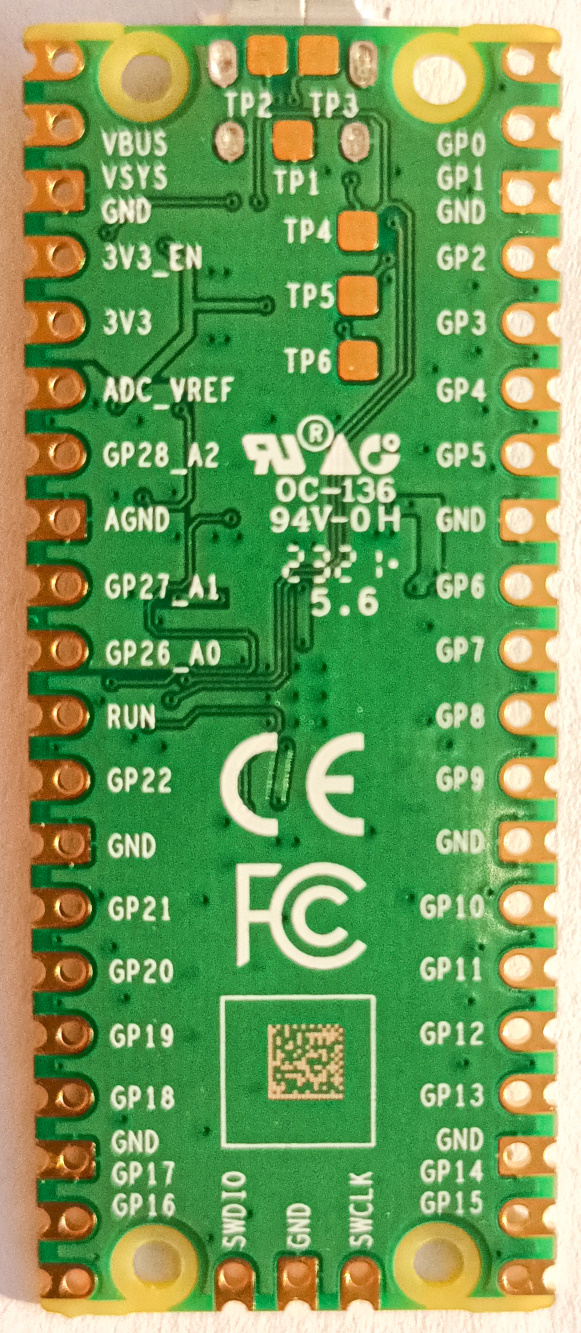 TP2 TP3
VBUS GP0
TP1
VSYS GP1
GND GND
TP4
3V3_EN GP2
TP5
3V3 GP3
TP6
ADC_VREF GP4
GP28_A2 GP5
OC-136
AGND 94V-0 H GND
GP27_A1 GP6
5.6
GP26_A0 GP7
RUN GP8
CE
GP22 GP9
GND GND
FC
GP21 GP10
GP20 GP11
GP19 GP12
GP18 GP13
GND GND
GP17 GP14
GP16 GP15
SWDIO GND SWCLK